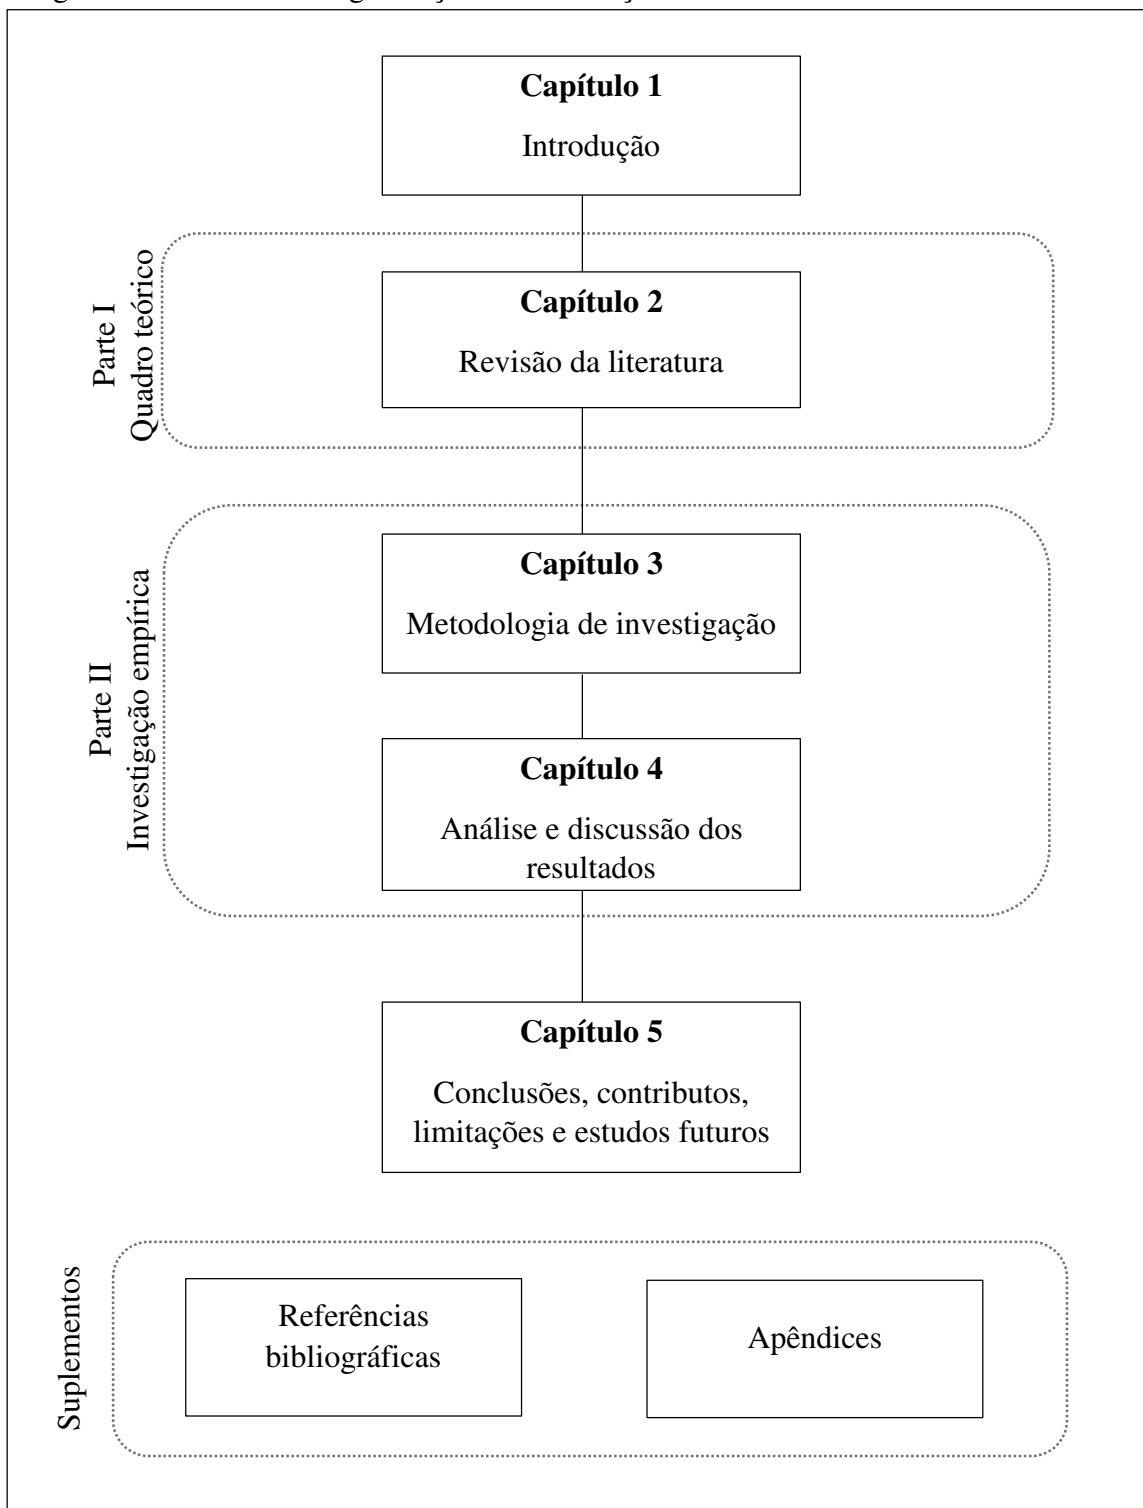 Capítulo 1
Introdução
Parte I
Quadro teórico
Capítulo 2
Revisão da literatura
Parte II
Investigação empírica
Capítulo 3
Metodologia de investigação
Capítulo 4
Análise e discussão dos
resultados
Capítulo 5
Conclusões, contributos,
limitações e estudos futuros
Suplementos
Referências
bibliográficas
Apêndices